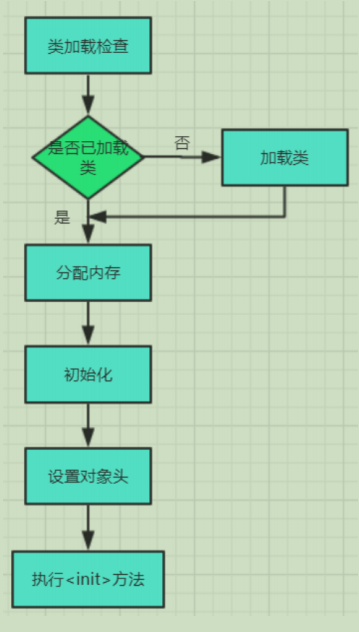 类加载检查
是否已加载
类
否
加载类
是
分配内存
初始化
设置对象头
执行<init>方法